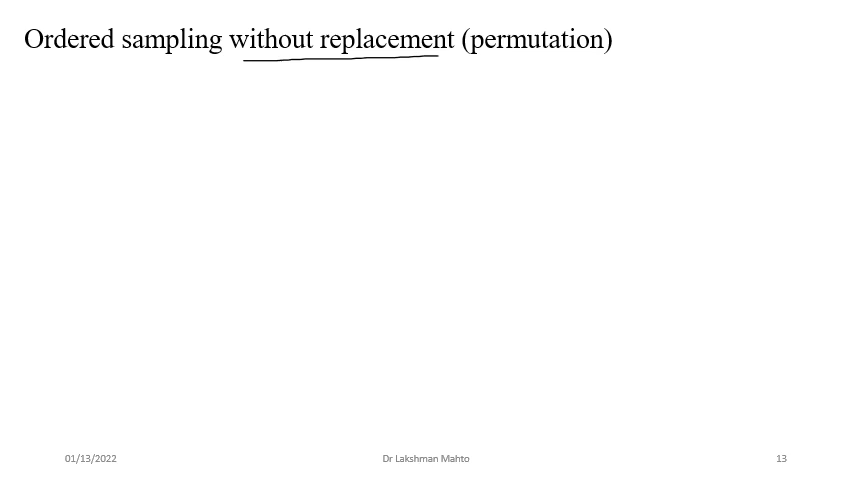 Ordered sampling without replacement (permutation)
01/13/2022
Dr Lakshman Mahto
13